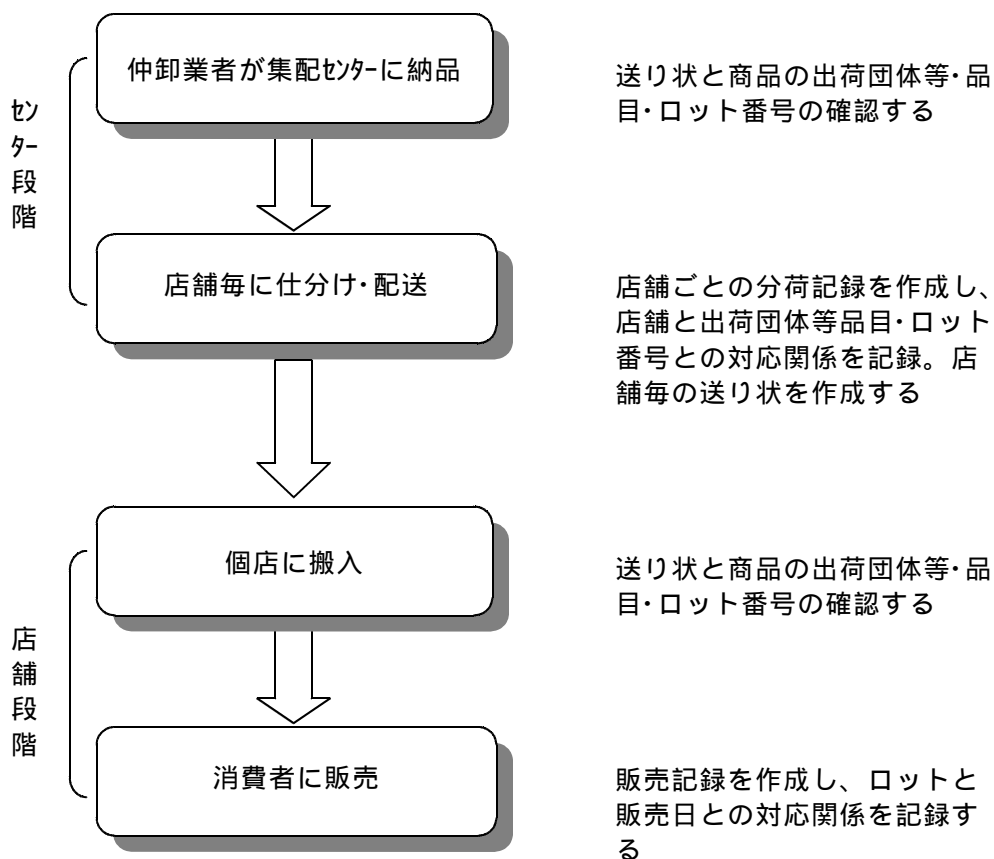 仲卸業者が集配ｾﾝﾀｰに納品
送り状と商品の出荷団体等･品
目･ロット番号の確認する
ｾﾝ
ﾀｰ
段
階
店舗毎に仕分け･配送
店舗ごとの分荷記録を作成し、
店舗と出荷団体等品目･ロット
番号との対応関係を記録。店
舗毎の送り状を作成する
個店に搬入
送り状と商品の出荷団体等･品
目･ロット番号の確認する
店
舗
段
階
消費者に販売
販売記録を作成し、ロットと
販売日との対応関係を記録す
る